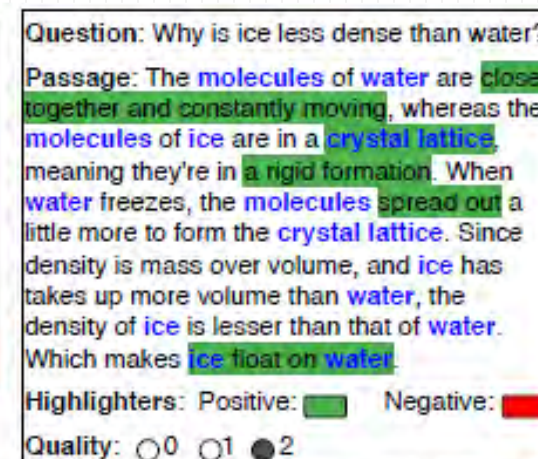 Question: Why is ice less dense than water?
Passage: The molecules of water are close
together and constantly moving, whereas the
molecules of ice are in a crystal lattice,
meaning they're in a rigid formation. When
water freezes, the molecules spread out a
little more to form the crystal lattice. Since
density is mass over volume, and ice has
takes up more volume than water, the
density of ice is lesser than that of water.
Which makes ice float on water.
Highlighters: Positive: Negative:
Quality: 0 1 2